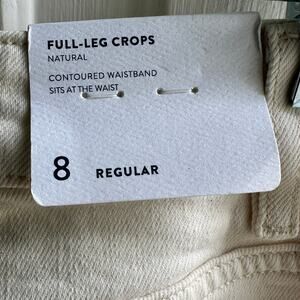 FULL-LEG CROPS
NATURAL
CONTOURED WAISTBAND
SITS AT THE WAIST
8 REGULAR